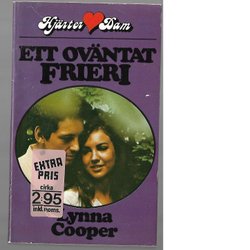 Hjärter Dam
ETT OVÄNTAT
FRIERI
EXTRA
PRIS
cirka
2.95
inkl. moms.
Lynna
Cooper